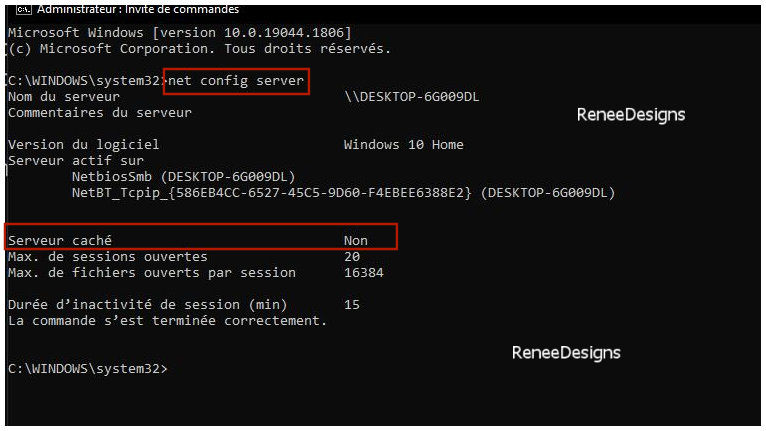 Administrateur : Invite de commandes
Microsoft Windows [version 10.0.19044.1806]
(c) Microsoft Corporation. Tous droits réservés.
C:\WINDOWS\system32>net config server
Nom du serveur \\DESKTOP-6G009DL
Commentaires du serveur
ReneeDesigns
Version du logiciel Windows 10 Home
Serveur actif sur
NetbiosSmb (DESKTOP-6G009DL)
NetBT_Tcpip_{586EB4CC-6527-45C5-9D60-F4EBEE6388E2} (DESKTOP-6G009DL)
Serveur caché Non
Max. de sessions ouvertes 20
Max. de fichiers ouverts par session 16384
Durée d’inactivité de session (min) 15
La commande s’est terminée correctement.
ReneeDesigns
C:\WINDOWS\system32>